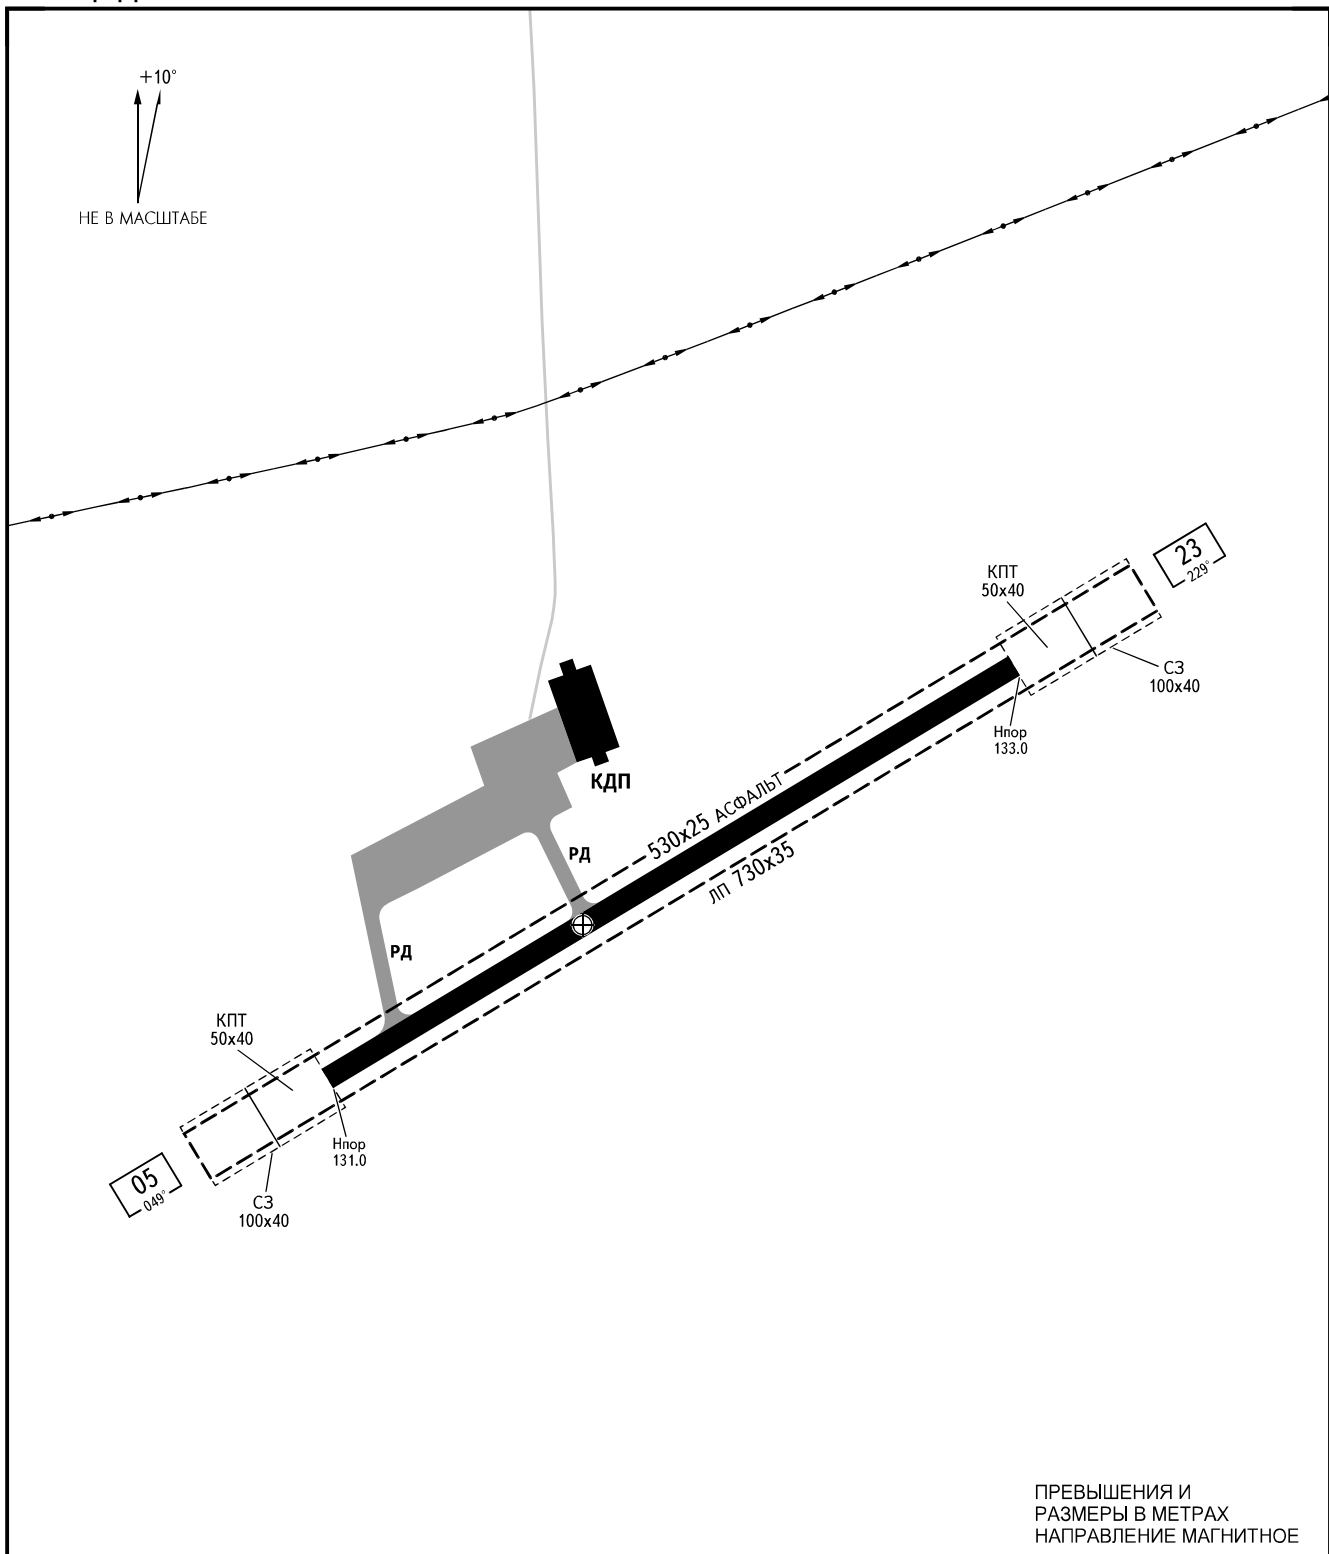 +10°
НЕ В МАСШТАБЕ
23
229°
КПТ
50x40
СЗ
100x40
Нпор
133.0
КДП
530x25 АСФАЛЬТ
РД
ЛП 730x35
РД
КПТ
50x40
Нпор
131.0
05
049°
СЗ
100x40
ПРЕВЫШЕНИЯ И
РАЗМЕРЫ В МЕТРАХ
НАПРАВЛЕНИЕ МАГНИТНОЕ